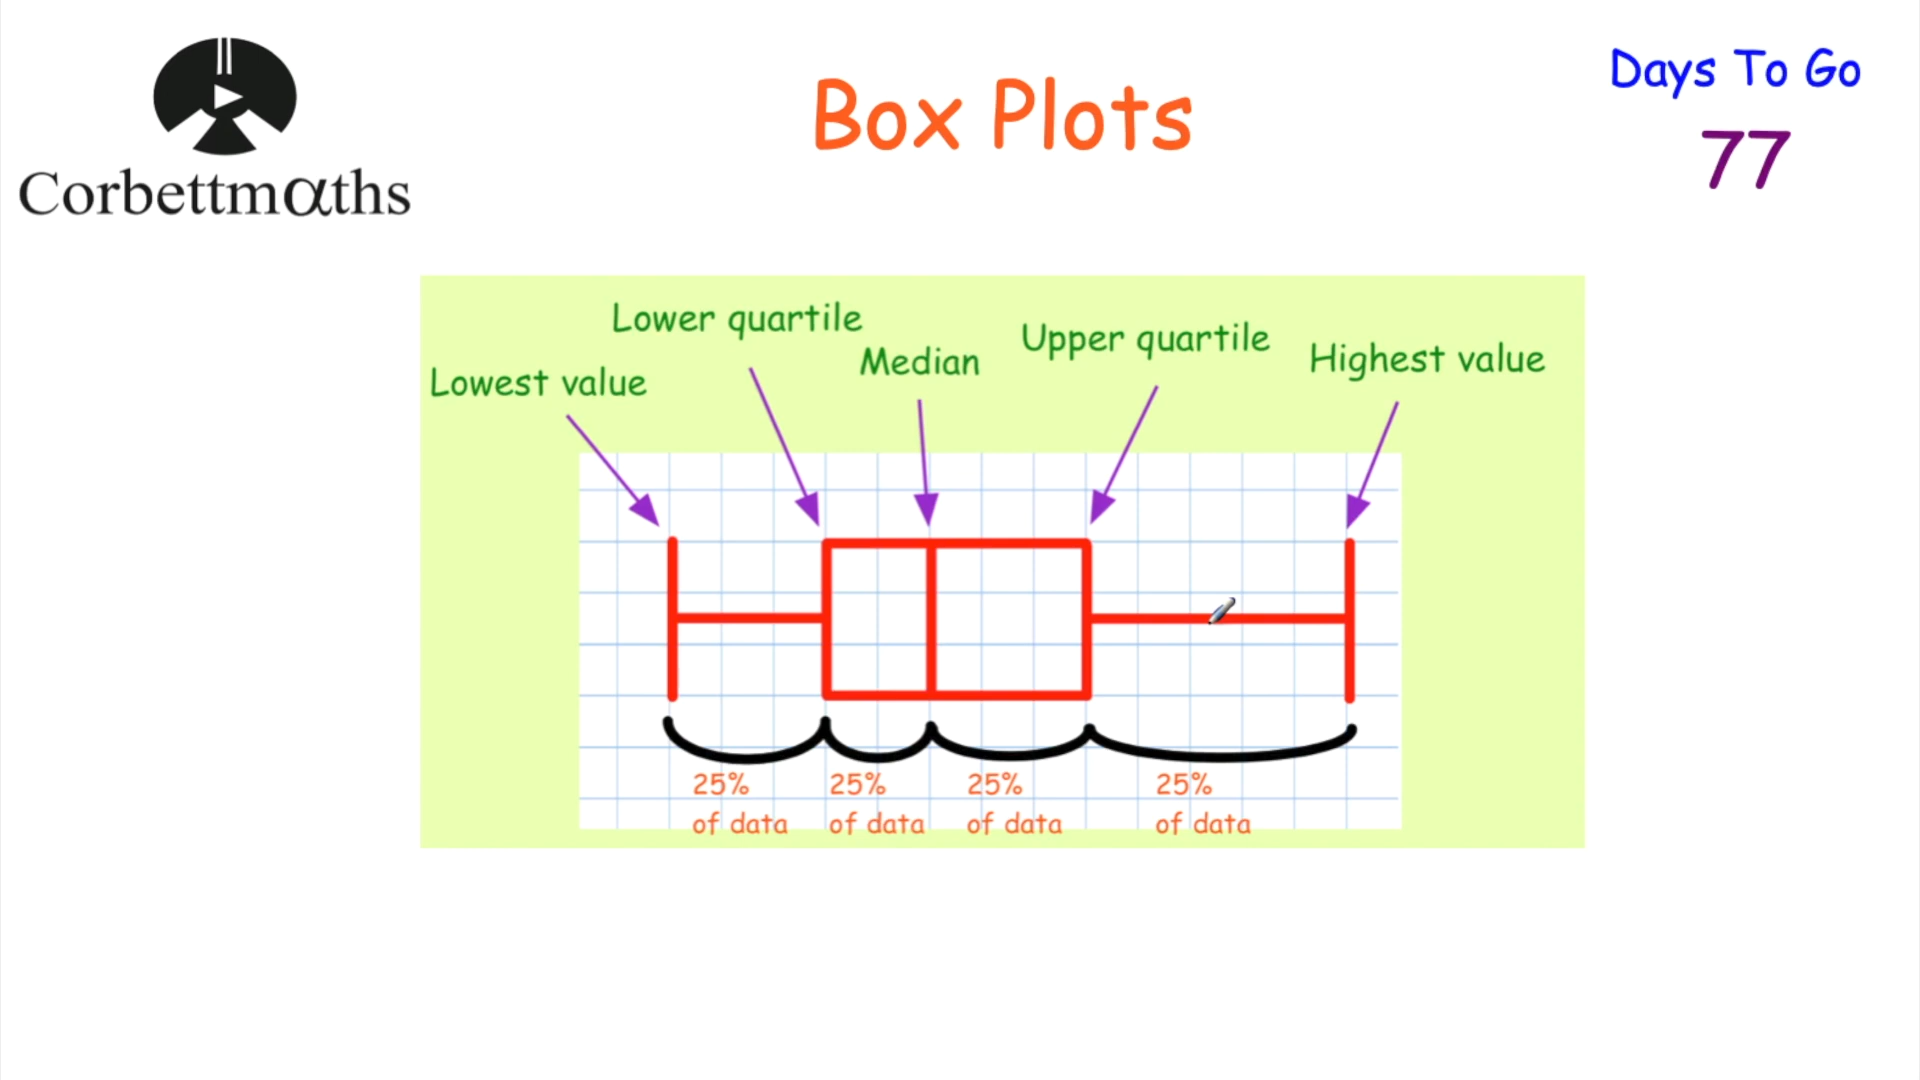 Corbettmαths
Box Plots
Days To Go
77
Lower quartile
Upper quartile
Median
Highest value
Lowest value
25% 25% 25% 25%
of data of data of data of data